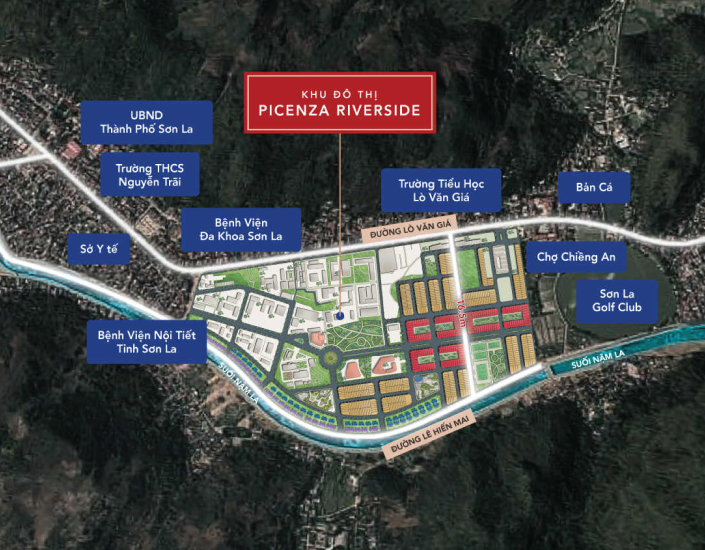 KHU ĐÔ THỊ
PICENZA RIVERSIDE
UBND
Thành Phố Sơn La
Trường THCS
Nguyễn Trãi
Trường Tiểu Học
Lò Văn Giá
Bản Cá
Bệnh Viện
Đa Khoa Sơn La
ĐƯỜNG LÒ VĂN GIÁ
Sở Y tế
Chợ Chiềng An
Sơn La
Golf Club
Bệnh Viện Nội Tiết
Tỉnh Sơn La
SUỐI NẬM LA
SUỐI NẬM LA
ĐƯỜNG LÊ HIẾN MAI